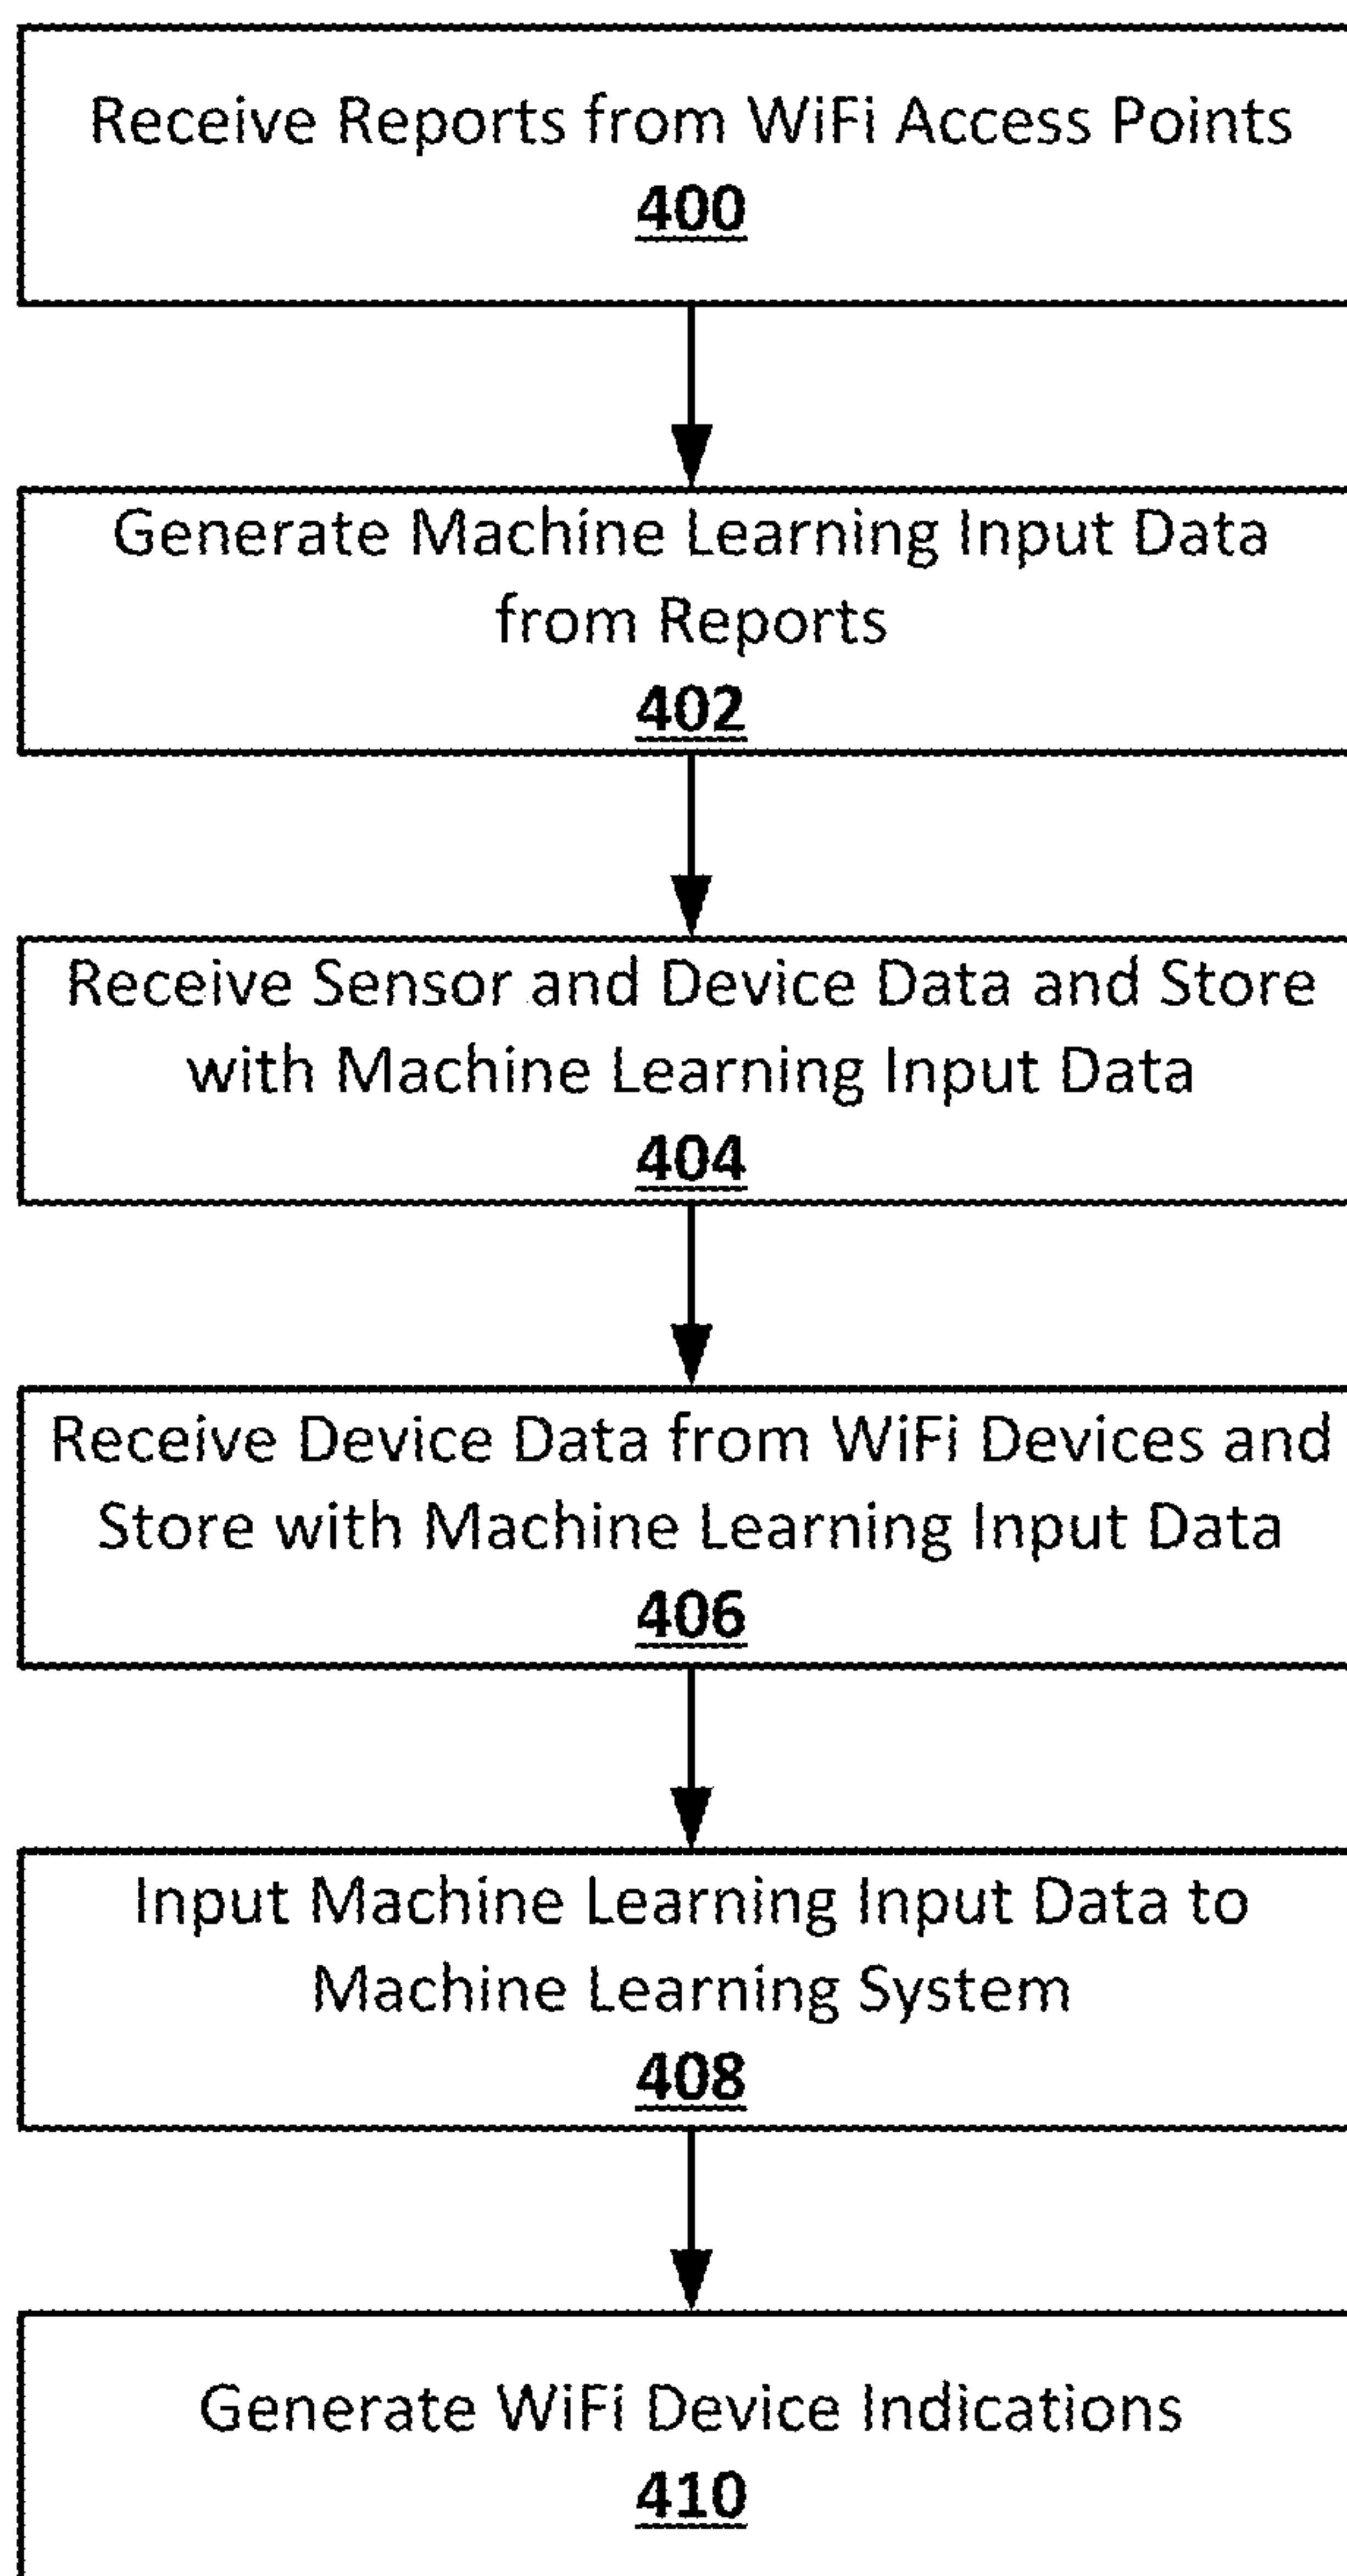 Receive Reports from WiFi Access Points
400
Generate Machine Learning Input Data
from Reports
402
Receive Sensor and Device Data and Store
with Machine Learning Input Data
404
Receive Device Data from WiFi Devices and
Store with Machine Learning Input Data
406
Input Machine Learning Input Data to
Machine Learning System
408
Generate WiFi Device Indications
410